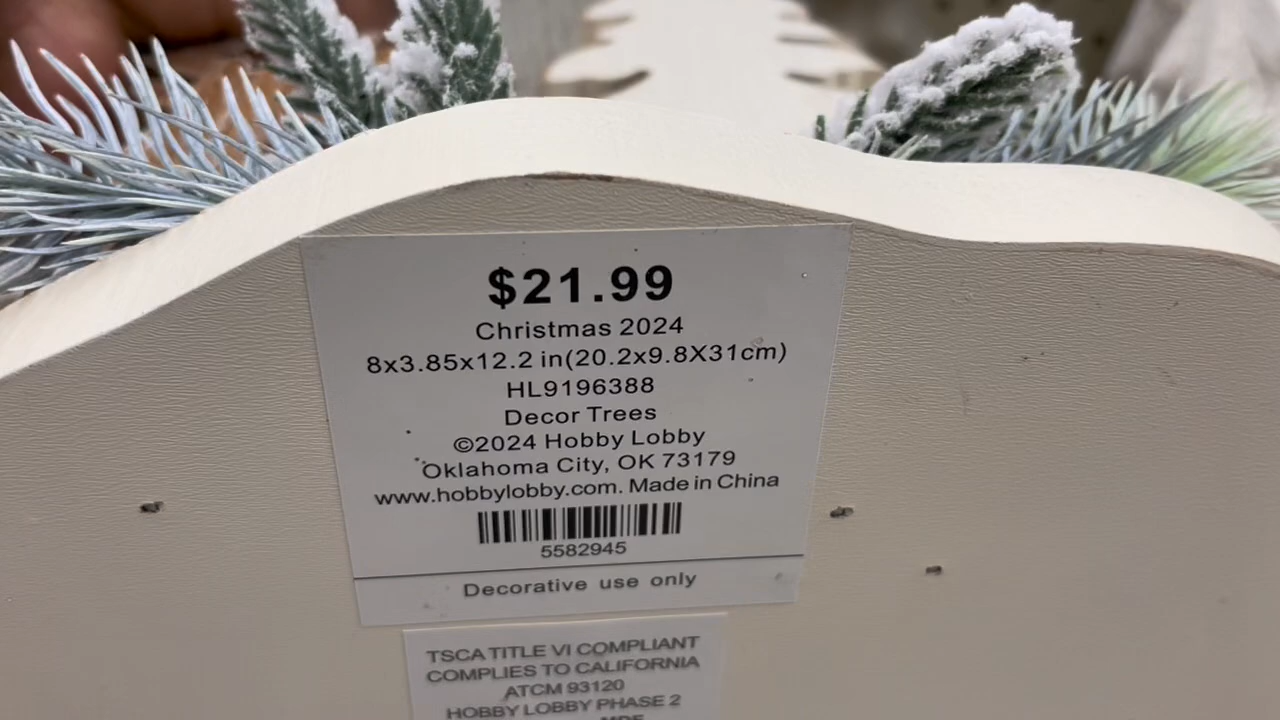 $21.99
Christmas 2024
8x3.85x12.2 in(20.2x9.8X31cm)
HL9196388
Decor Trees
©2024 Hobby Lobby
Oklahoma City, OK 73179
www.hobbylobby.com. Made in China
5582945
Decorative use only
TSCA TITLE VI COMPLIANT
COMPLIES TO CALIFORNIA
ATCM 93120
HOBBY LOBBY PHASE 2